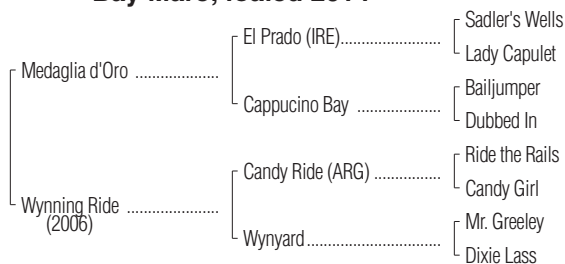 Bay Mare, foaled
Sadler's Wells
El Prado (IRE)........................
Lady Capulet
Medaglia d'Oro ....................
Bailjumper
Cappucino Bay ....................
Dubbed In
Ride the Rails
Candy Ride (ARG) ................
Candy Girl
Wynning Ride ......................
(2006)
Mr. Greeley
Wynyard................................
Dixie Lass